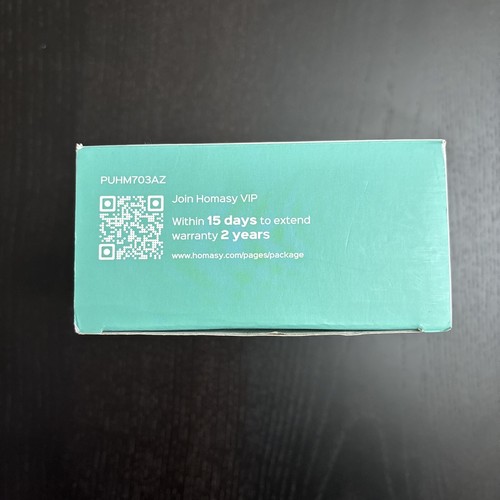 PUHM703AZ
Join Homasy VIP
Within 15 days to extend
warranty 2 years
www.homasy.com/pages/package